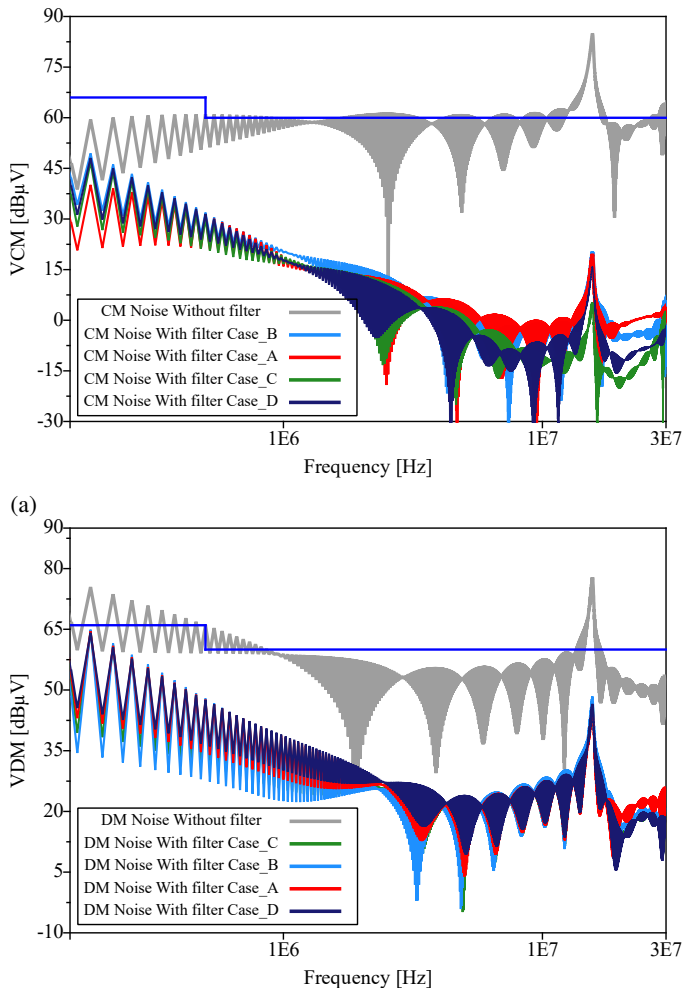 90
75
60
45
30
15
0
-15
-30
VCM [dBµV]
CM Noise Without filter
CM Noise With filter Case_B
CM Noise With filter Case_A
CM Noise With filter Case_C
CM Noise With filter Case_D
1E6
1E7
3E7
Frequency [Hz]
(a)
90
65
50
35
20
5
-10
VDM [dBµV]
DM Noise Without filter
DM Noise With filter Case_C
DM Noise With filter Case_B
DM Noise With filter Case_A
DM Noise With filter Case_D
1E6
1E7
3E7
Frequency [Hz]